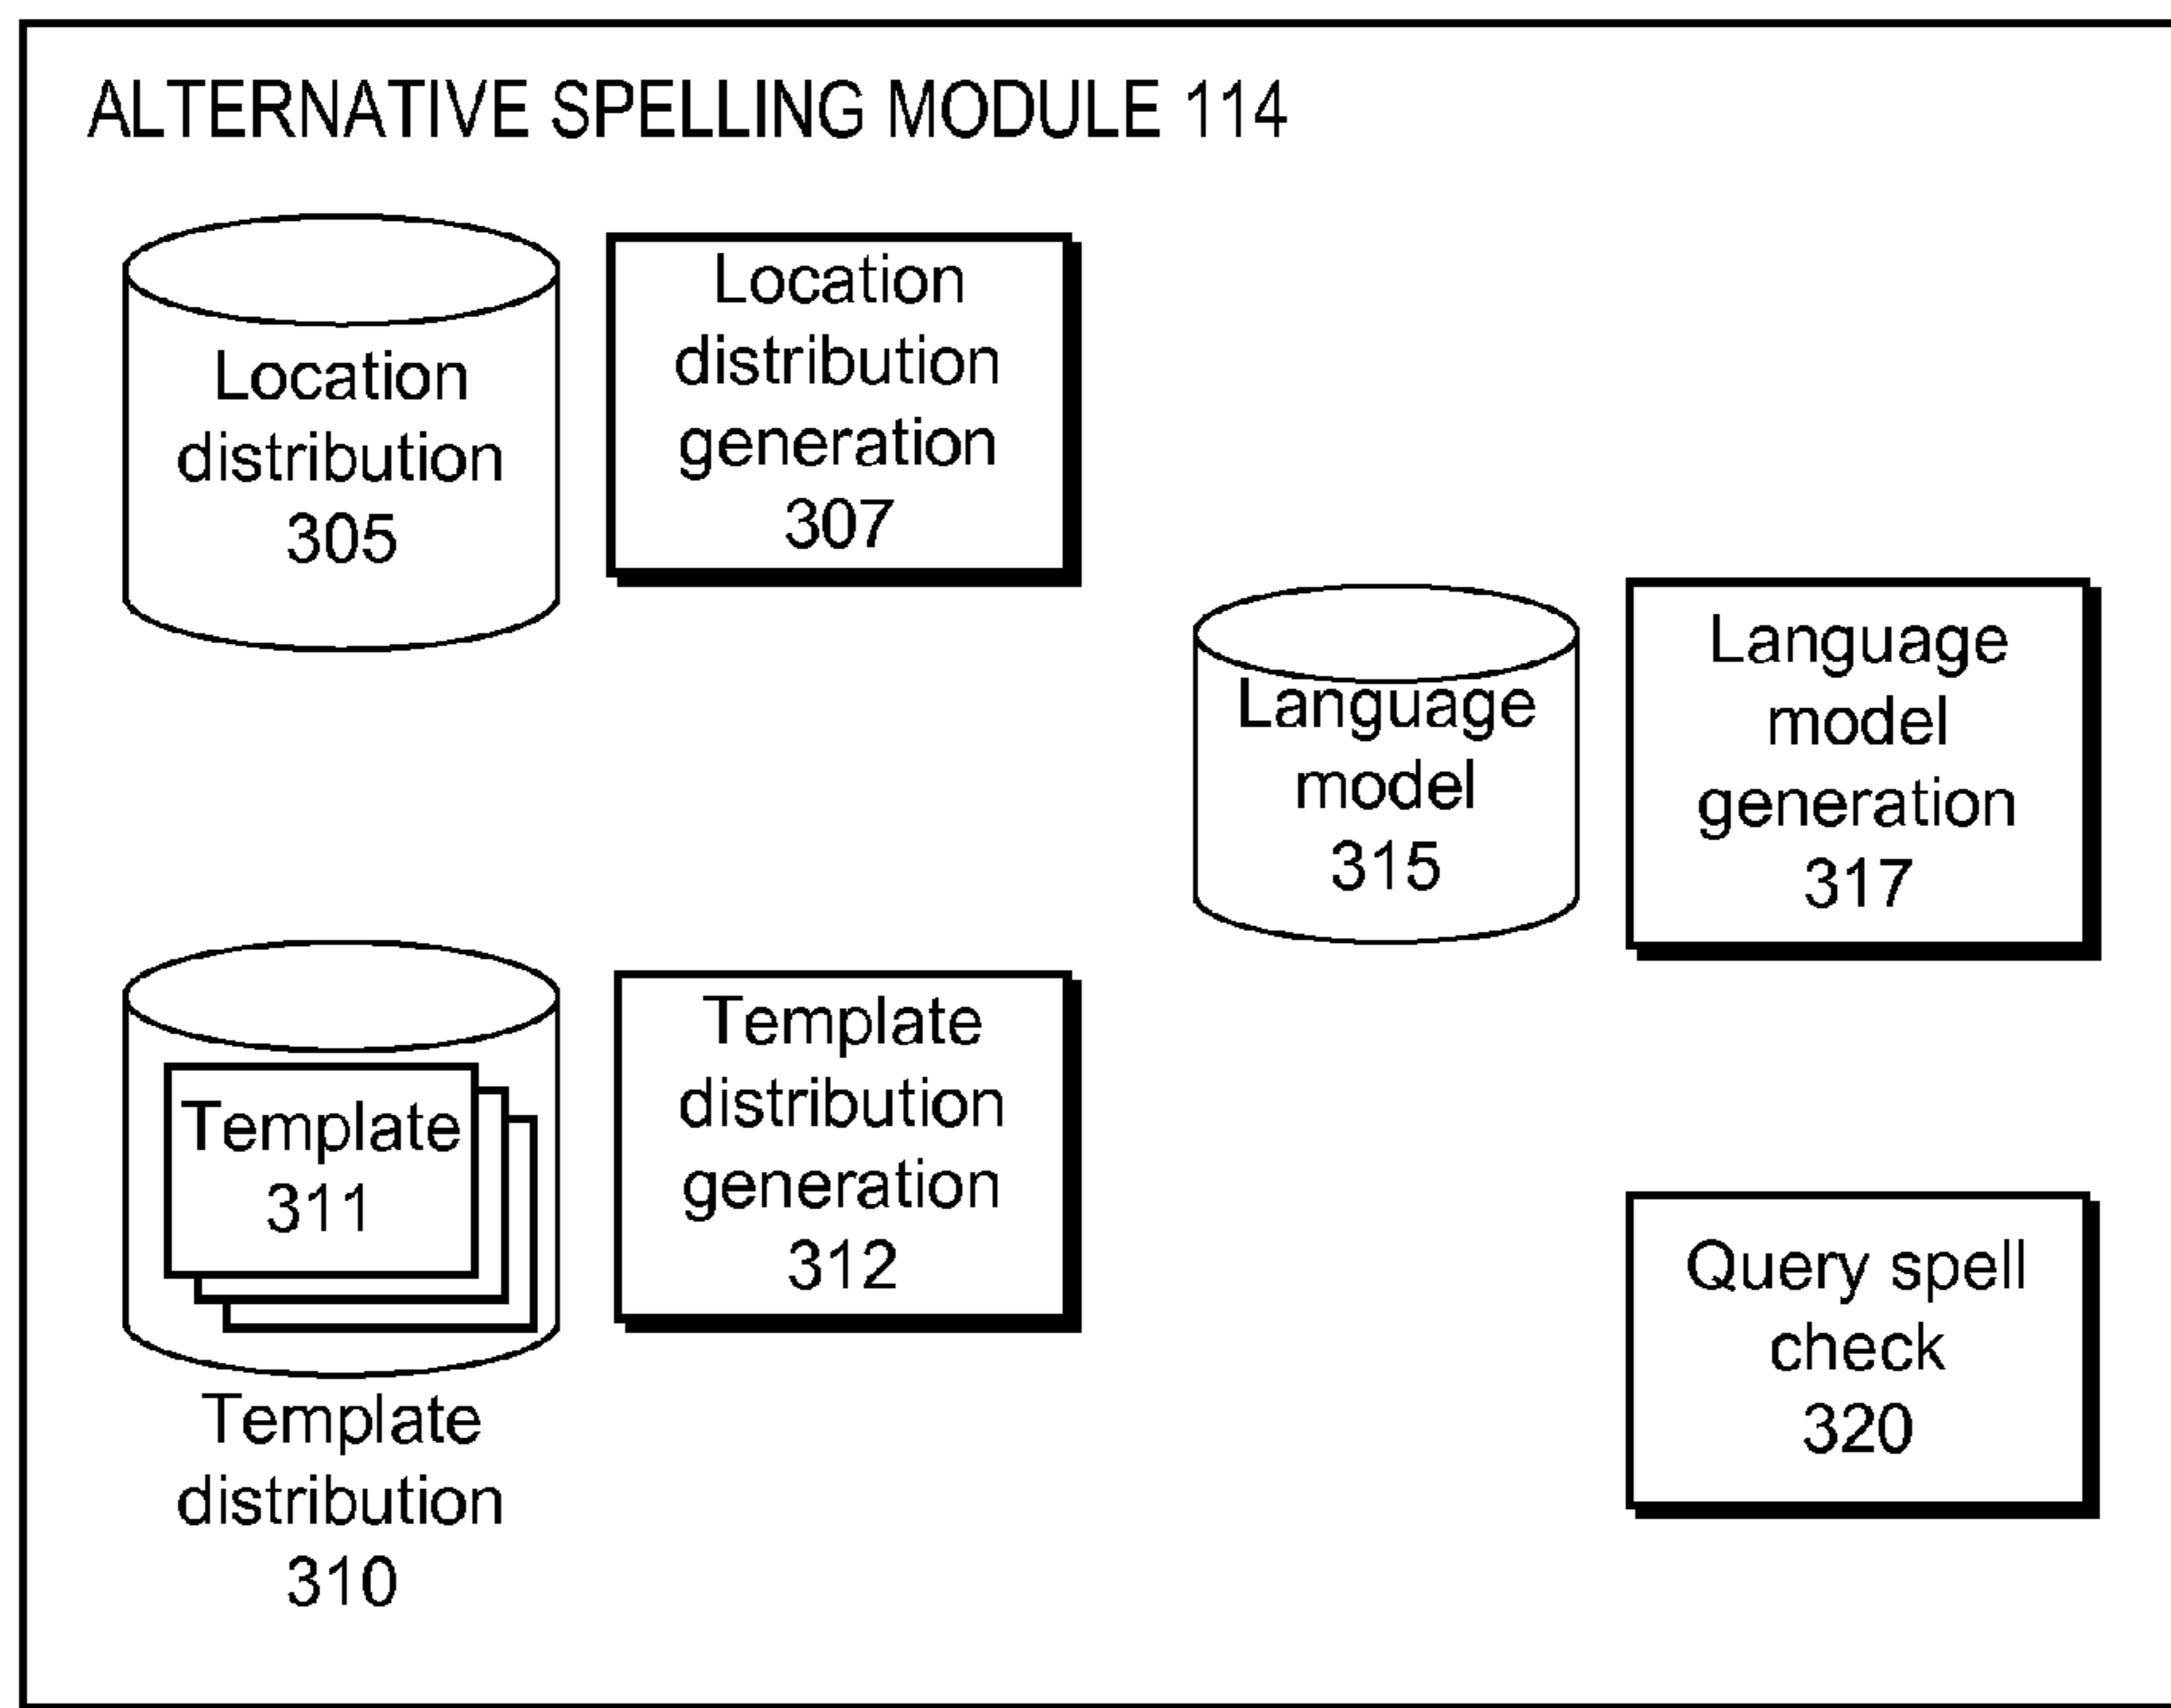 ALTERNATIVE SPELLING MODULE 114
Location
distribution
305
Location
distribution
generation
307
Language
model
315
Language
model
generation
317
Template
311
Template
distribution
310
Template
distribution
generation
312
Query spell
check
320